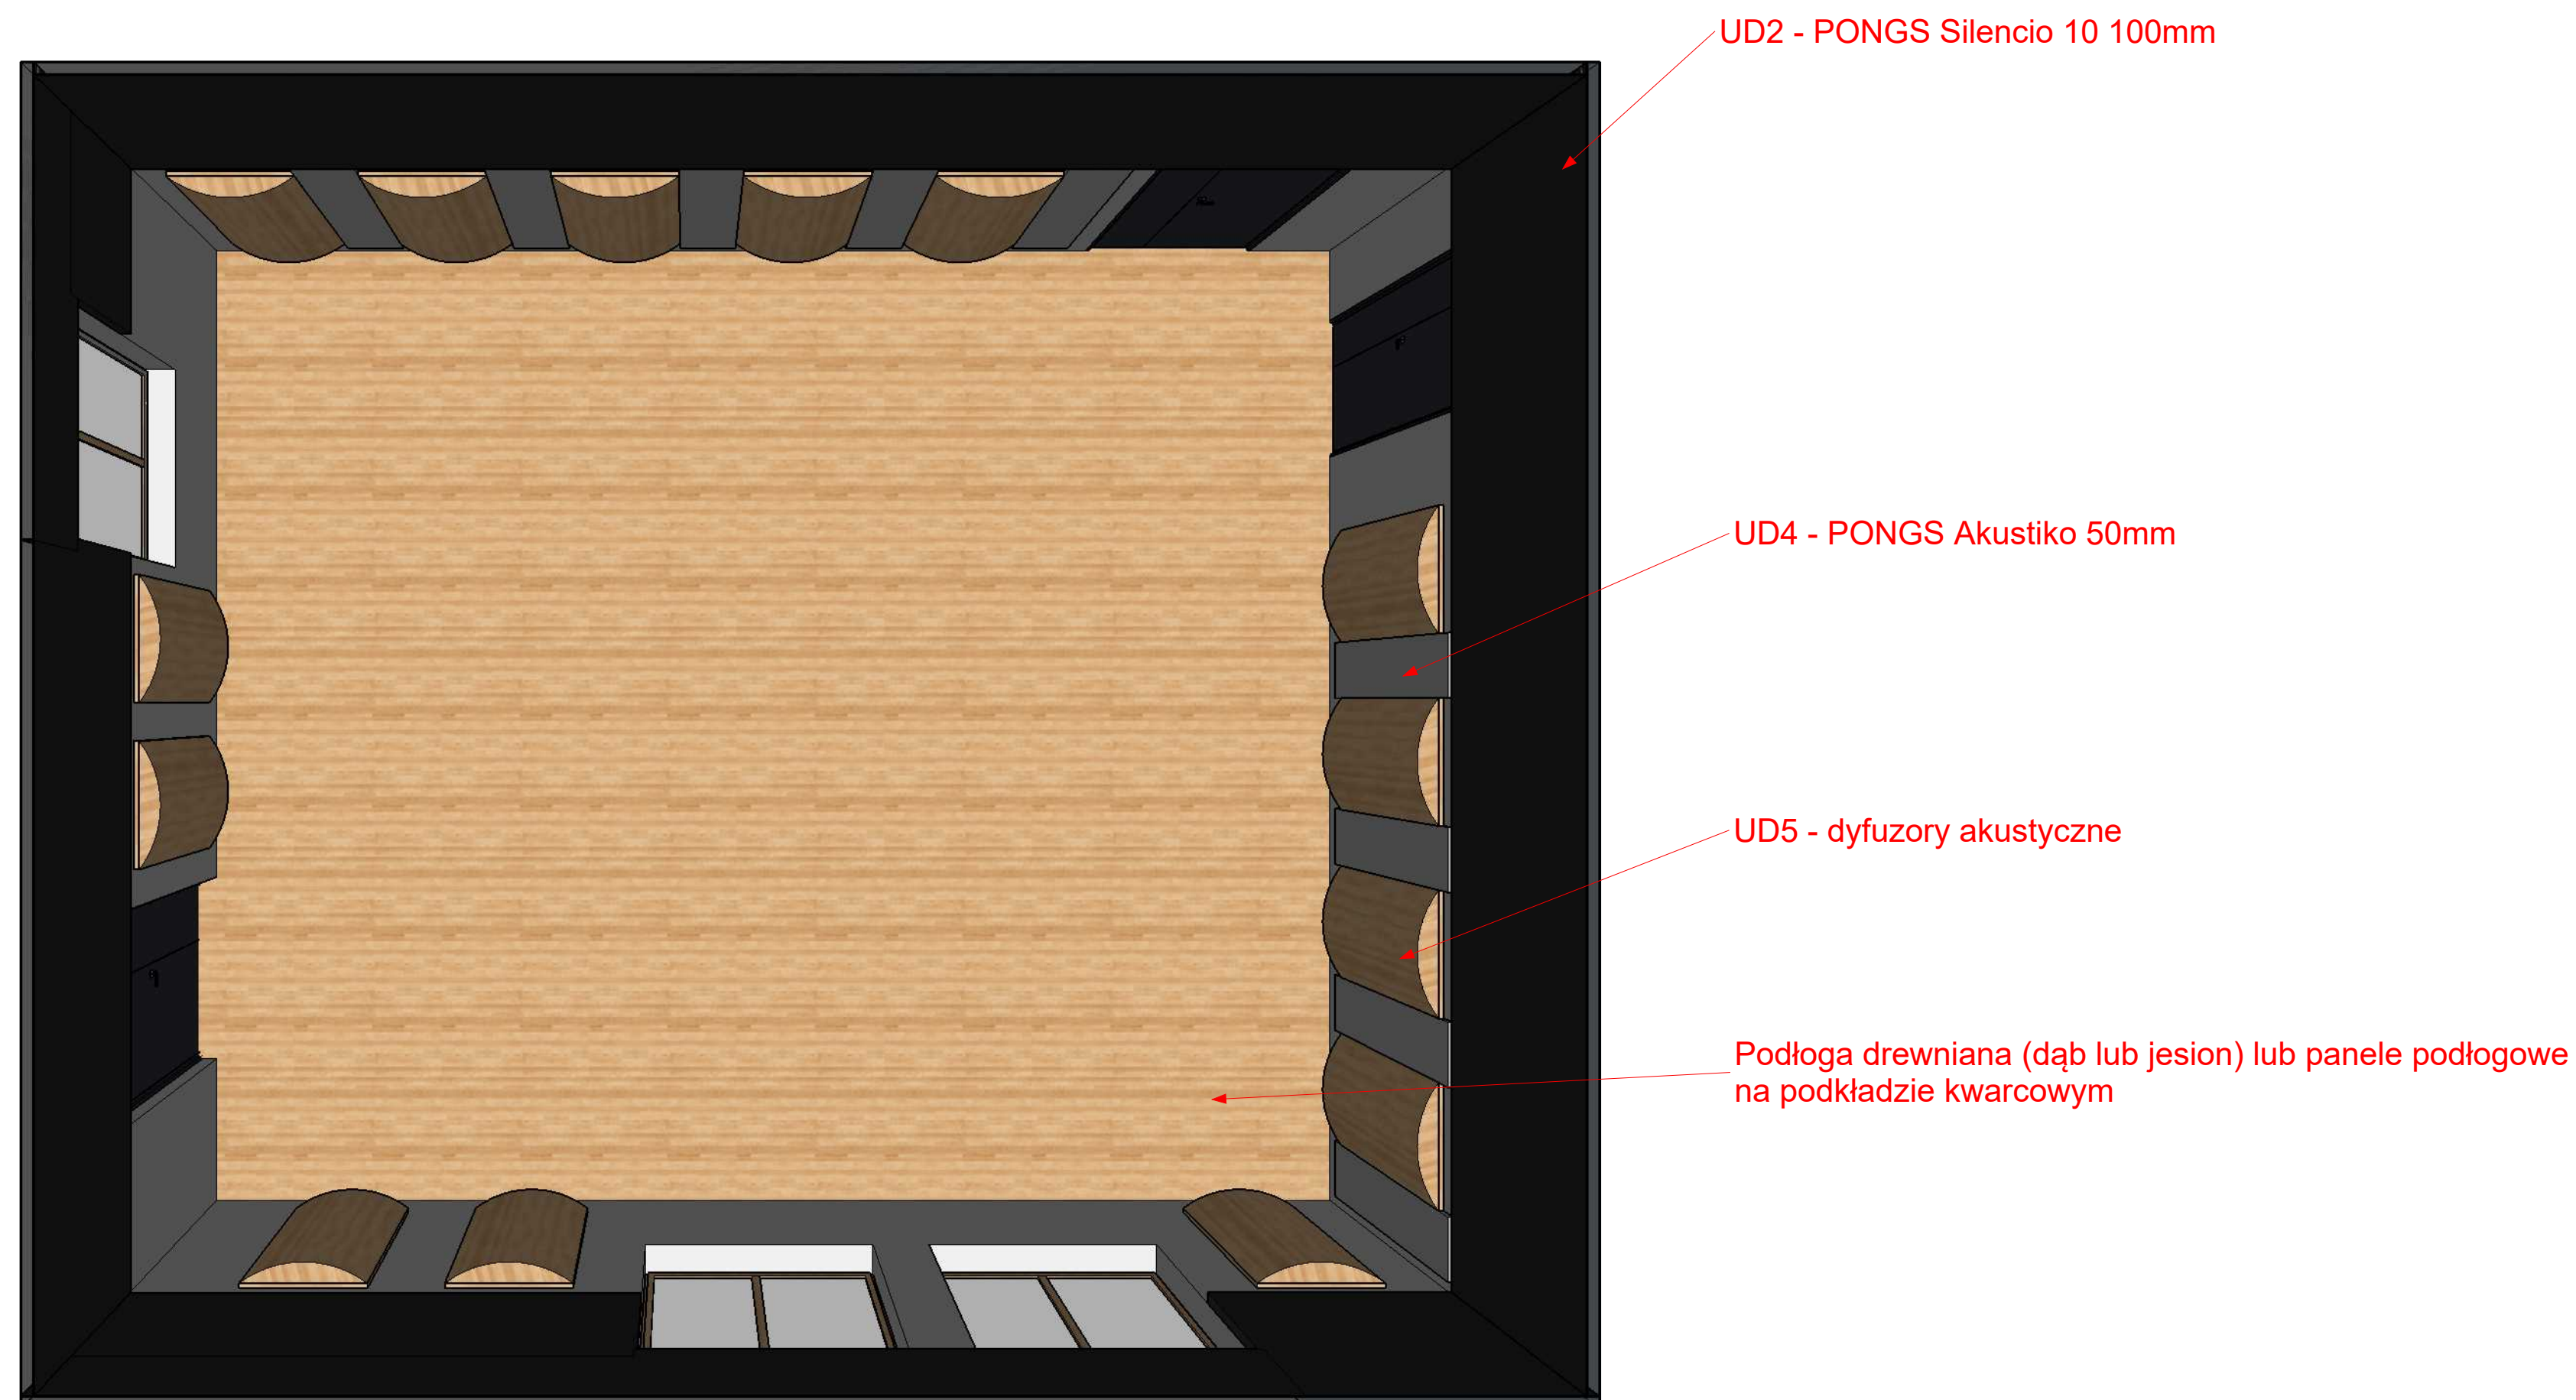 UD2 - PONGS Silencio 10 100mm
UD4 - PONGS Akustiko 50mm
UD5 - dyfuzory akustyczne
Podłoga drewniana (dąb lub jesion) lub panele podłogowe
na podkładzie kwarcowym